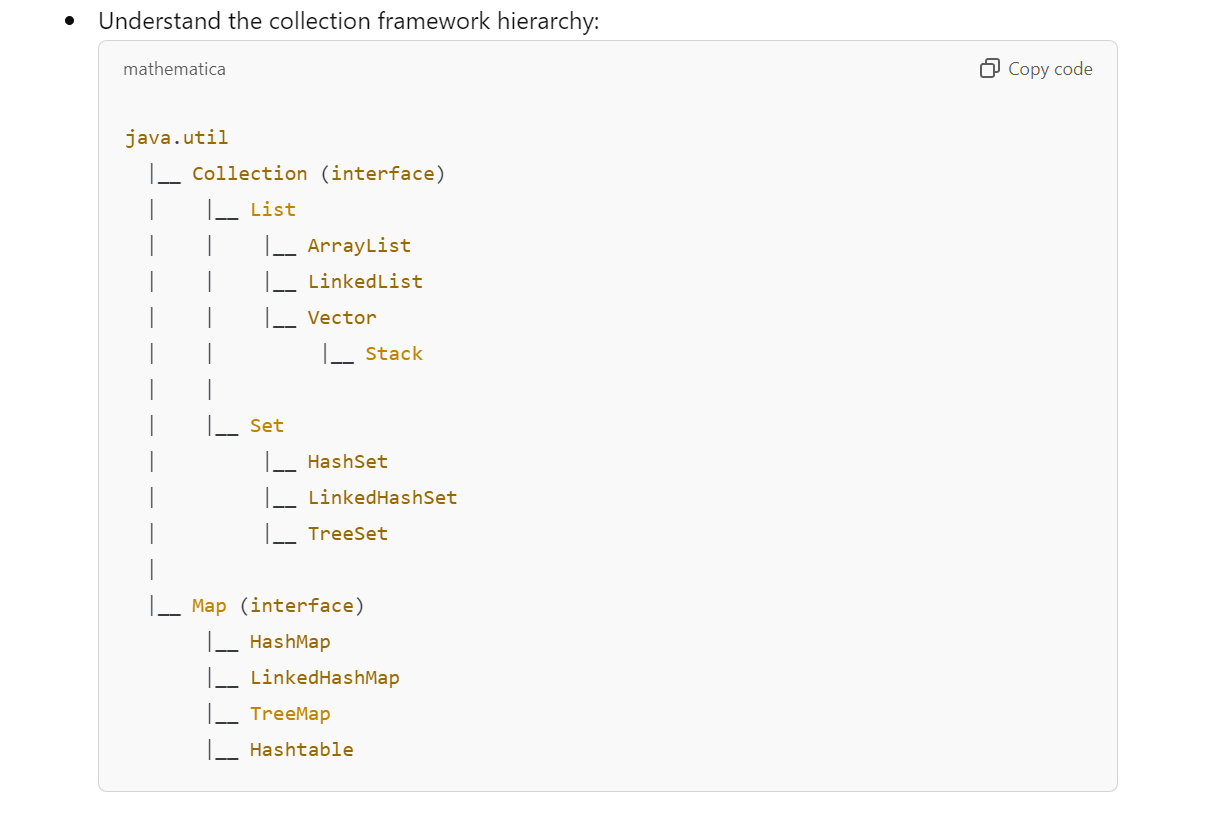 • Understand the collection framework hierarchy:
mathematica
Copy code
java.util
  |__ Collection (interface)
  |    |__ List
  |    |    |__ ArrayList
  |    |    |__ LinkedList
  |    |    |__ Vector
  |    |         |__ Stack
  |    |
  |    |__ Set
  |         |__ HashSet
  |         |__ LinkedHashSet
  |         |__ TreeSet
  |
  |__ Map (interface)
       |__ HashMap
       |__ LinkedHashMap
       |__ TreeMap
       |__ Hashtable